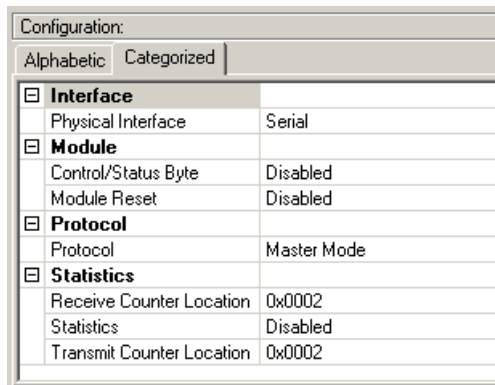 Configuration:
Alphabetic Categorized
Interface
Physical Interface Serial
Module
Control/Status Byte Disabled
Module Reset Disabled
Protocol
Protocol Master Mode
Statistics
Receive Counter Location 0x0002
Statistics Disabled
Transmit Counter Location 0x0002